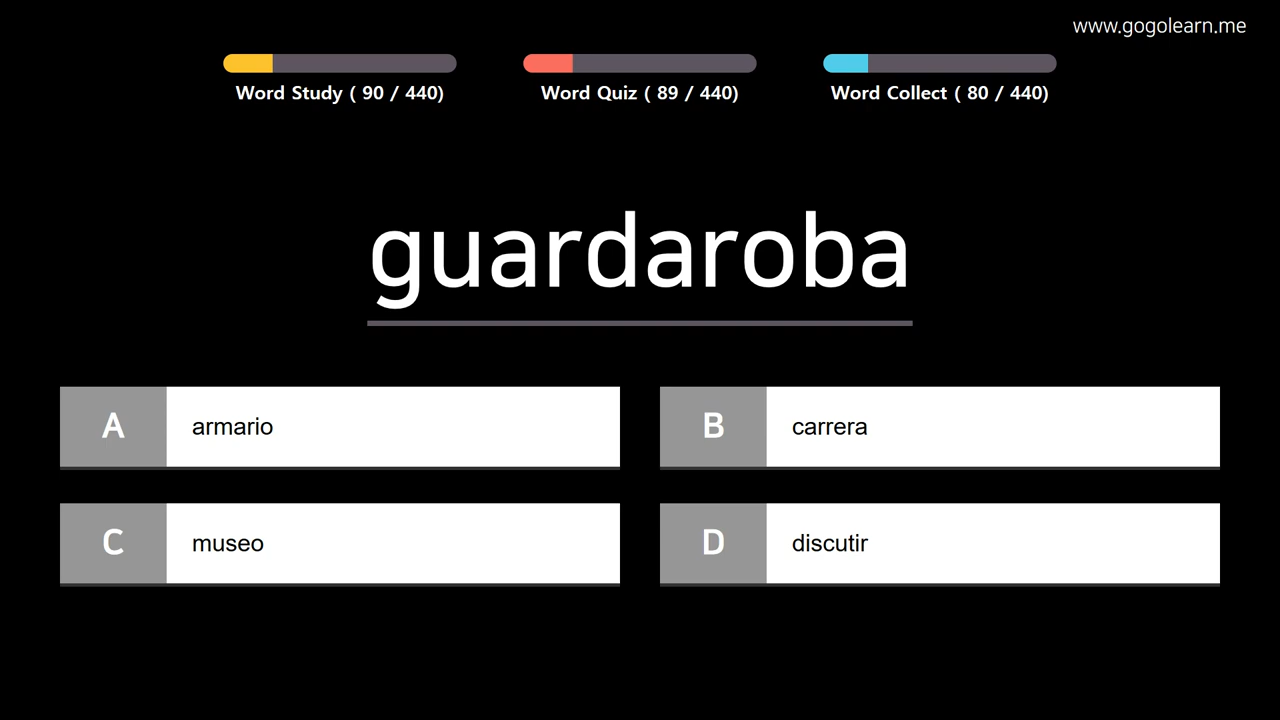 www.gogolearn.me
Word Study ( 90 / 440)
Word Quiz ( 89 / 440)
Word Collect ( 80 / 440)
guardaroba
A armario
B carrera
C museo
D discutir